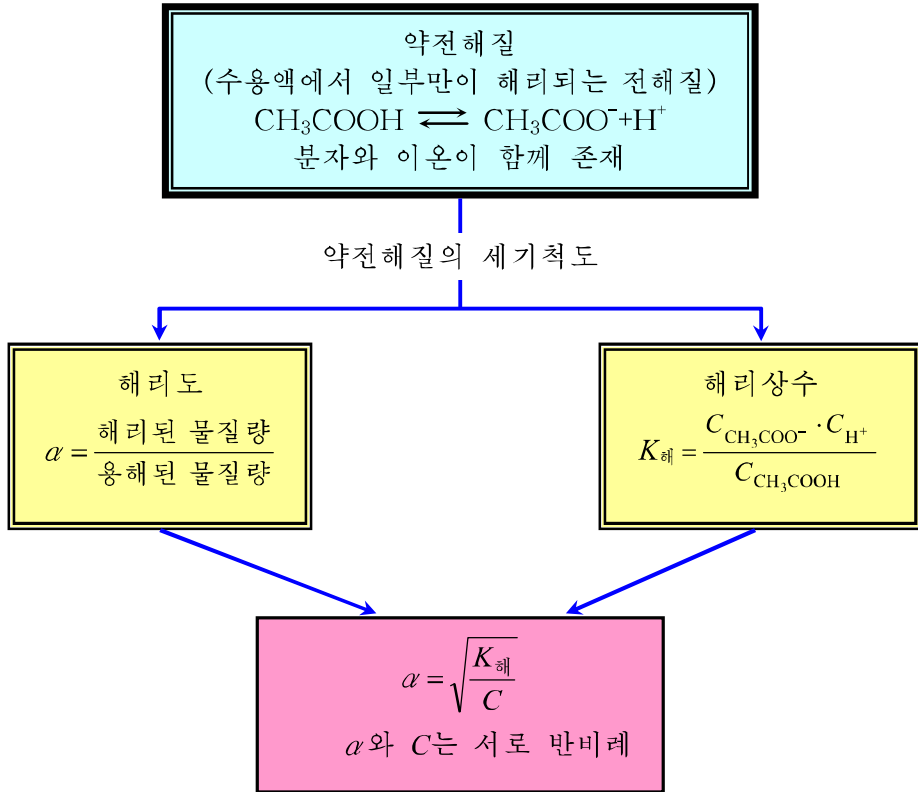 약전해질
(수용액에서 일부만이 해리되는 전해질)
CH₃COOH ⇌ CH₃COO⁻+H⁺
분자와 이온이 함께 존재
약전해질의 세기척도
해리도
α = 해리된 물질량 / 용해된 물질량
해리상수
K해 = C_CH₃COO⁻ · C_H⁺ / C_CH₃COOH
α = √(K해 / C)
α와 C는 서로 반비레